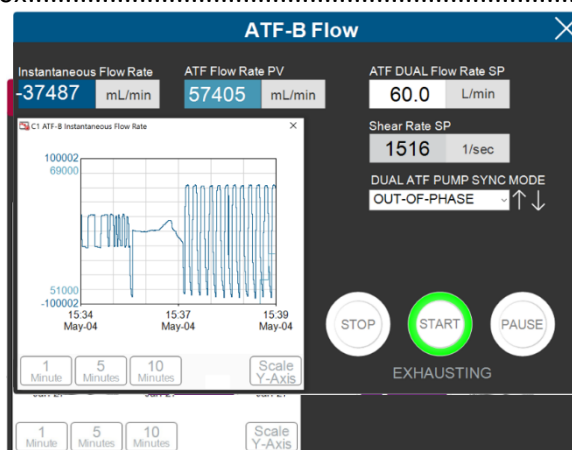 ATF-B Flow
Instantaneous Flow Rate
-37487 mL/min
ATF Flow Rate PV
57405 mL/min
ATF DUAL Flow Rate SP
60.0 L/min
Shear Rate SP
1516 1/sec
DUAL ATF PUMP SYNC MODE
OUT-OF-PHASE
C1 ATF-B Instantaneous Flow Rate
100002
69000
51000
-100002
15:34 15:37 15:39
May-04 May-04 May-04
1 Minute
5 Minutes
10 Minutes
Scale Y-Axis
STOP
START
PAUSE
EXHAUSTING
1 Minute
5 Minutes
10 Minutes
Scale Y-Axis